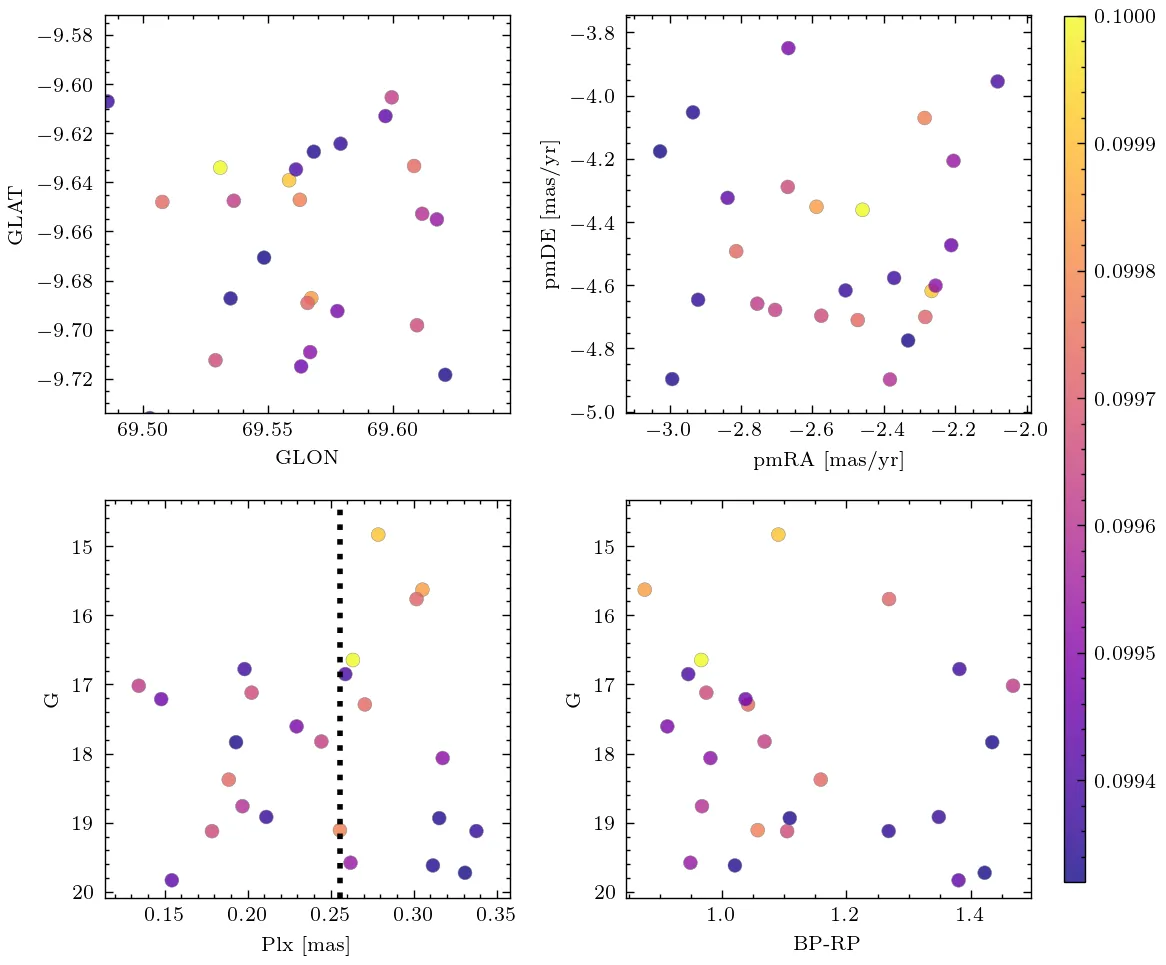 −9.58
−9.60
−9.62
−9.64
−9.66
−9.68
−9.70
−9.72
GLAT
69.50 69.55 69.60
GLON
−3.8
−4.0
−4.2
−4.4
−4.6
−4.8
−5.0
pmDE [mas/yr]
−3.0 −2.8 −2.6 −2.4 −2.2 −2.0
pmRA [mas/yr]
15
16
17
18
19
20
G
0.15 0.20 0.25 0.30 0.35
Plx [mas]
15
16
17
18
19
20
G
1.0 1.2 1.4
BP-RP
0.1000
0.0999
0.0998
0.0997
0.0996
0.0995
0.0994